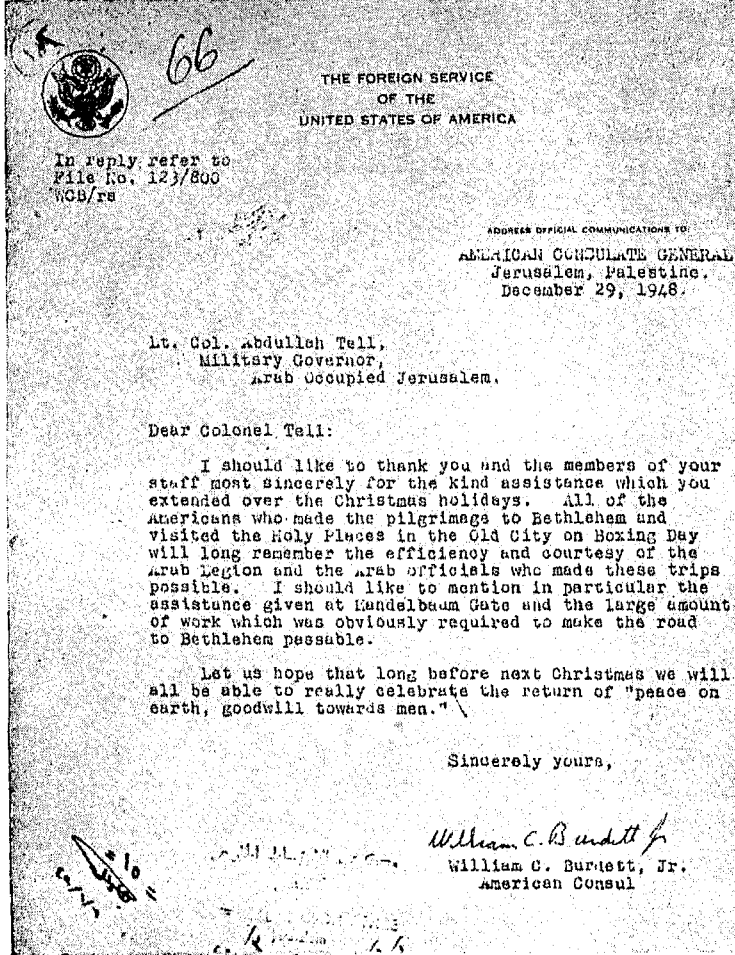 66
THE FOREIGN SERVICE
OF THE
UNITED STATES OF AMERICA
In reply refer to
File No. 123/800
WCB/rs
ADDRESS OFFICIAL COMMUNICATIONS TO
AMERICAN CONSULATE GENERAL
Jerusalem, Palestine.
December 29, 1948.
Lt. Col. Abdullah Tell,
Military Governor,
Arab Occupied Jerusalem.
Dear Colonel Tell:
I should like to thank you and the members of your
staff most sincerely for the kind assistance which you
extended over the Christmas holidays. All of the
Americans who made the pilgrimage to Bethlehem and
visited the Holy Places in the Old City on Boxing Day
will long remember the efficiency and courtesy of the
Arab Legion and the Arab officials who made these trips
possible. I should like to mention in particular the
assistance given at Mandelbaum Gate and the large amount
of work which was obviously required to make the road
to Bethlehem passable.
Let us hope that long before next Christmas we will
all be able to really celebrate the return of "peace on
earth, goodwill towards men."
Sincerely yours,
William C. Burdett Jr
William C. Burdett, Jr.
American Consul